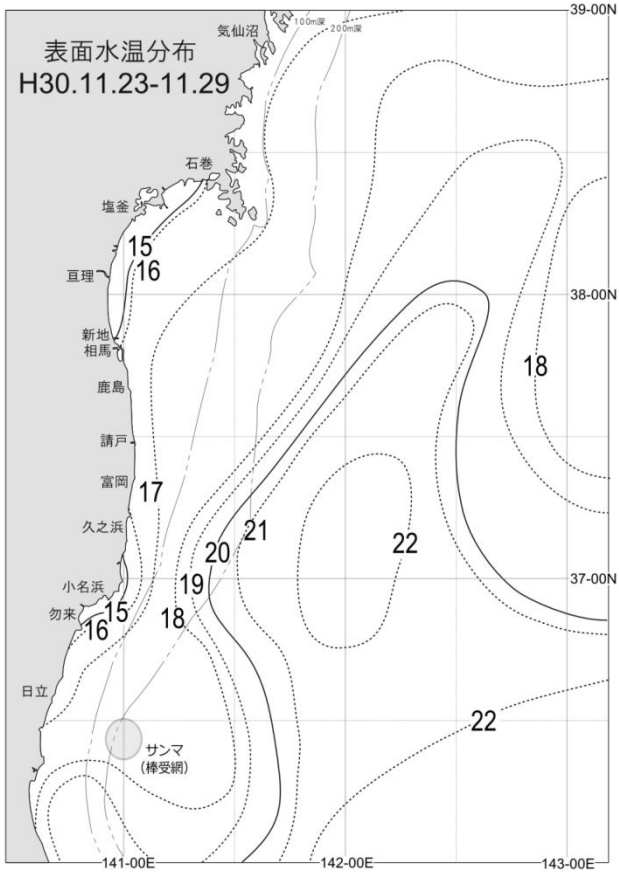 39-00N
気仙沼
100m深
200m深
表面水温分布
H30.11.23-11.29
石巻
塩釜
15
16
亘理
38-00N
新地
相馬
18
鹿島
請戸
富岡
17
久之浜
21
22
20
37-00N
小名浜
19
15
勿来
16
18
日立
22
サンマ
(棒受網)
141-00E
142-00E
143-00E